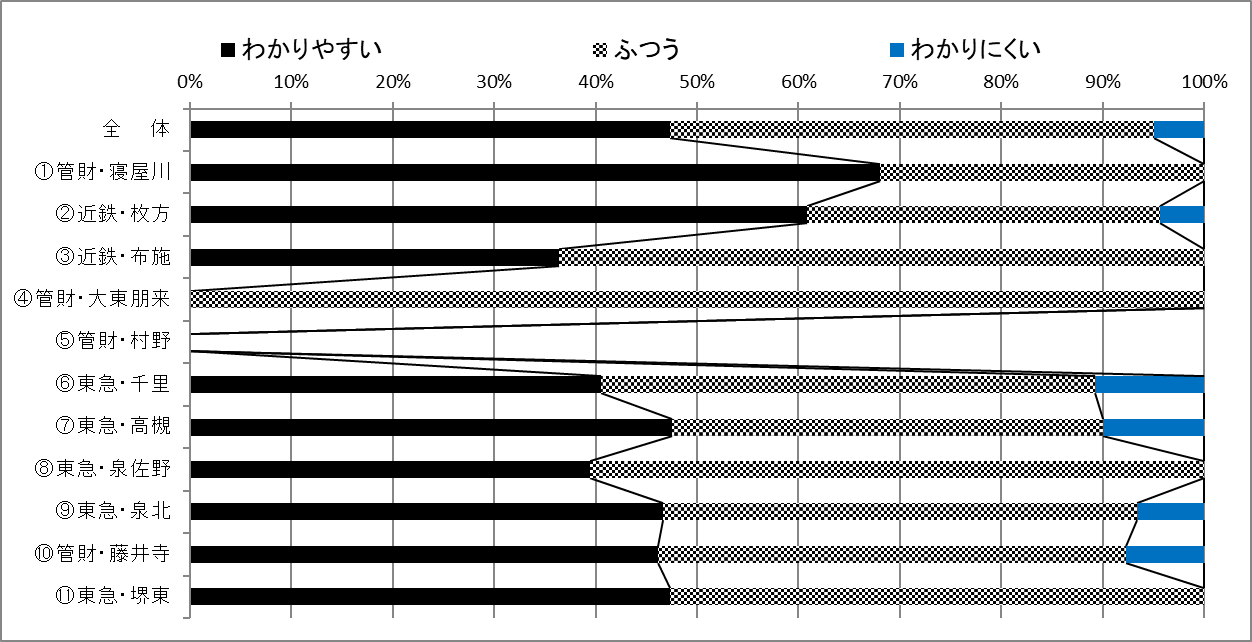 わかりやすい ふつう わかりにくい
0% 10% 20% 30% 40% 50% 60% 70% 80% 90% 100%
全 体
①管財・寝屋川
②近鉄・枚方
③近鉄・布施
④管財・大東朋来
⑤管財・村野
⑥東急・千里
⑦東急・高槻
⑧東急・泉佐野
⑨東急・泉北
⑩管財・藤井寺
⑪東急・堺東